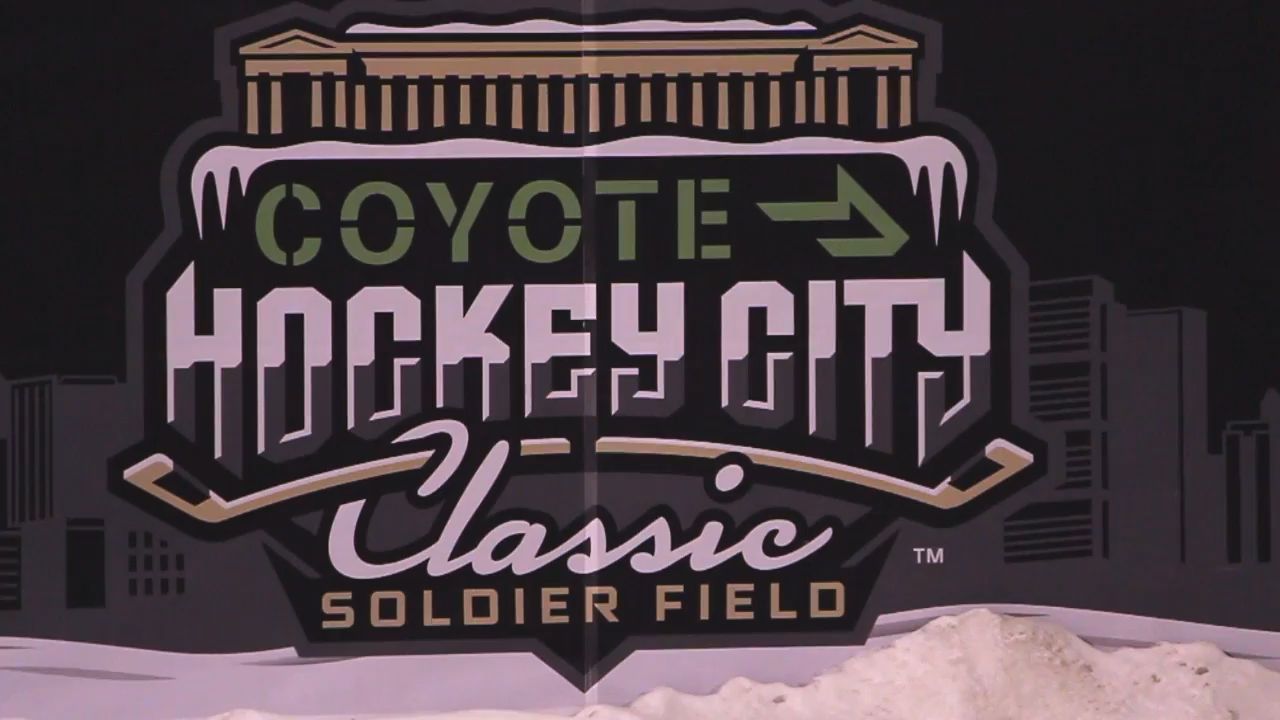 COYOTE
HOCKEY CITY
Classic
SOLDIER FIELD
TM